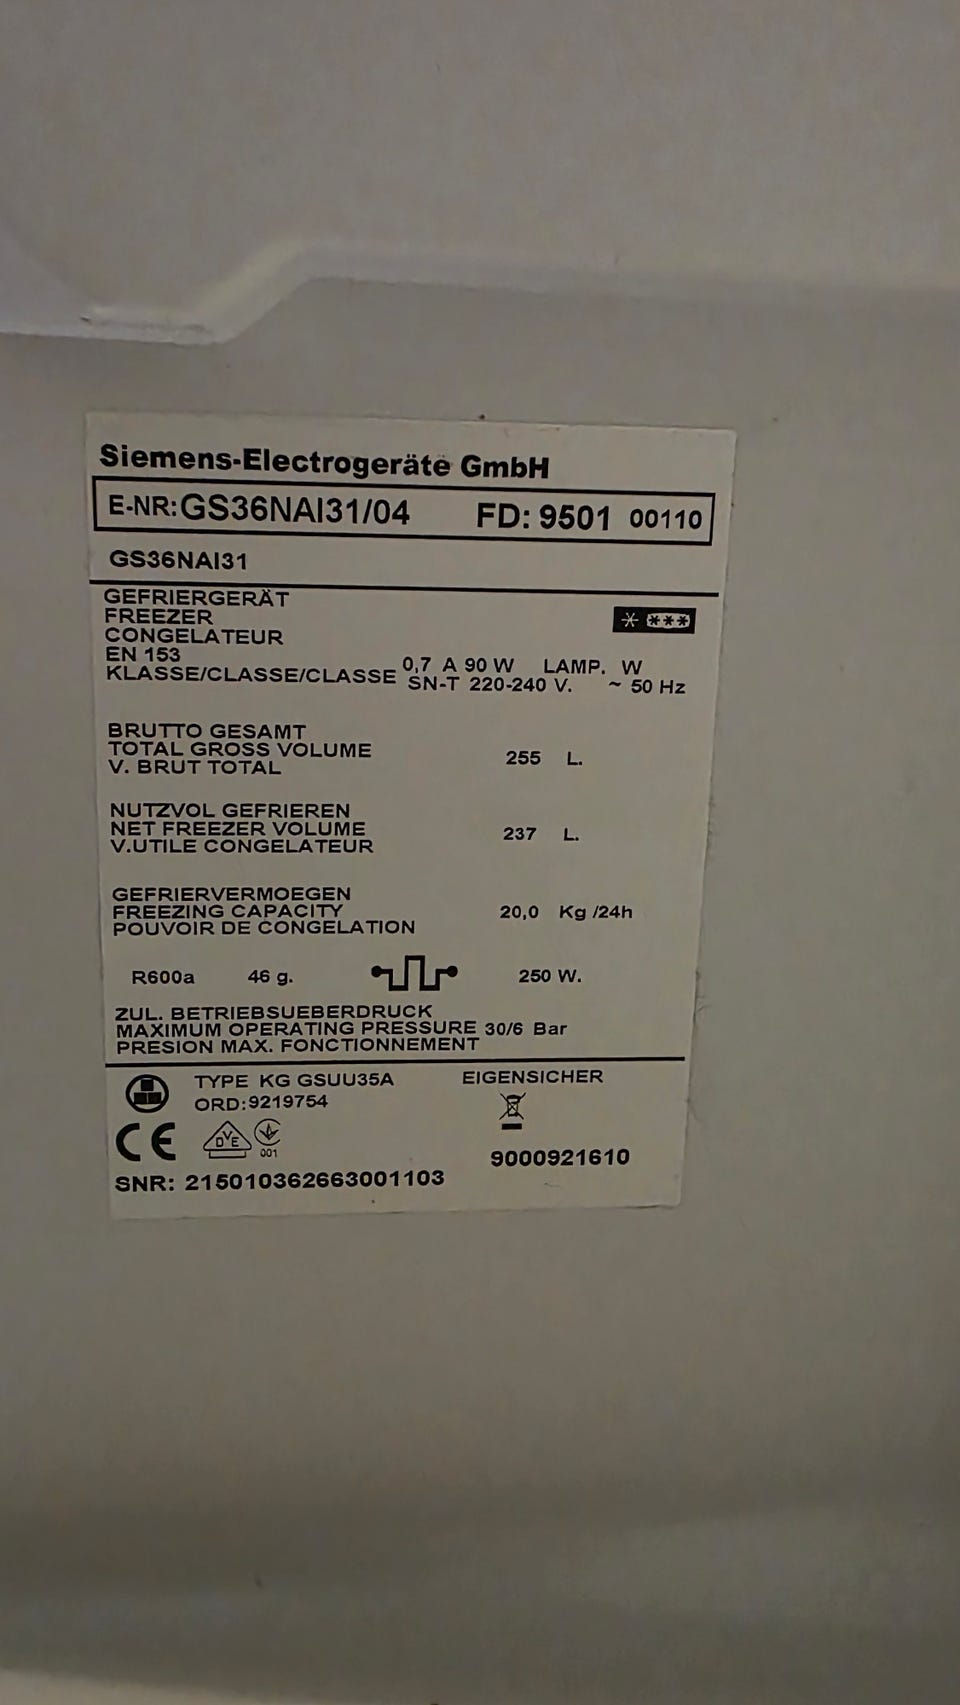 Siemens-Electrogeräte GmbH
E-NR:GS36NAI31/04 FD: 9501 00110
GS36NAI31
GEFRIERGERÄT
FREEZER
CONGELATEUR
EN 153
KLASSE/CLASSE/CLASSE 0,7 A 90 W LAMP. W
SN-T 220-240 V. ~ 50 Hz
BRUTTO GESAMT
TOTAL GROSS VOLUME 255 L.
V. BRUT TOTAL
NUTZVOL GEFRIEREN
NET FREEZER VOLUME 237 L.
V.UTILE CONGELATEUR
GEFRIERVERMOEGEN
FREEZING CAPACITY 20,0 Kg /24h
POUVOIR DE CONGELATION
R600a 46 g. 250 W.
ZUL. BETRIEBSUEBERDRUCK
MAXIMUM OPERATING PRESSURE 30/6 Bar
PRESION MAX. FONCTIONNEMENT
TYPE KG GSUU35A EIGENSICHER
ORD:9219754
CE DVE 001
9000921610
SNR: 215010362663001103